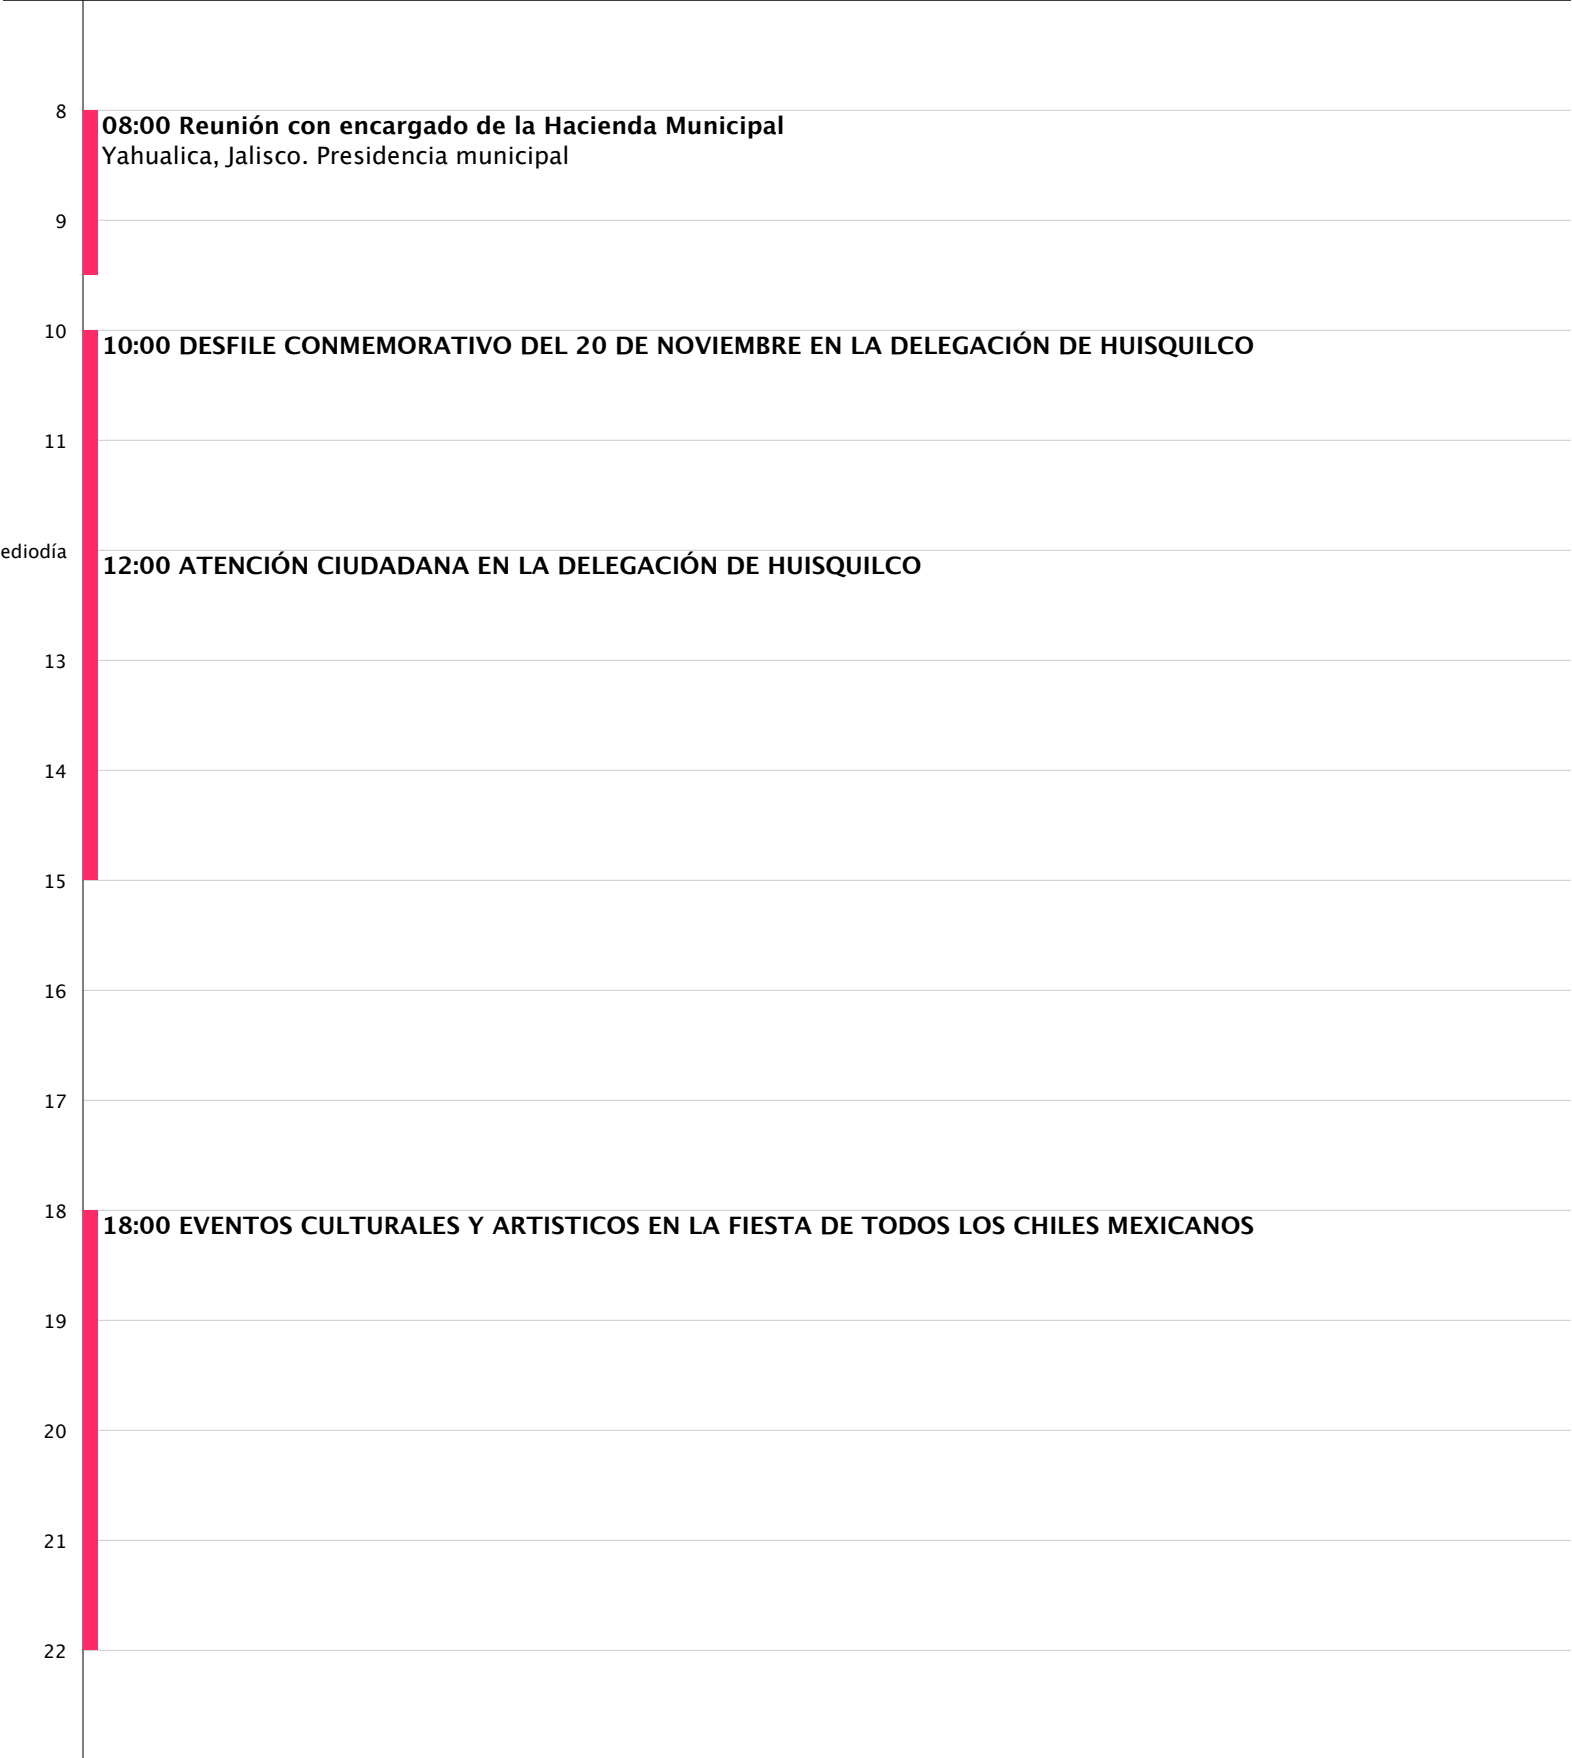 8
08:00 Reunión con encargado de la Hacienda Municipal
Yahualica, Jalisco. Presidencia municipal
9
10
10:00 DESFILE CONMEMORATIVO DEL 20 DE NOVIEMBRE EN LA DELEGACIÓN DE HUISQUILCO
11
ediodía
12:00 ATENCIÓN CIUDADANA EN LA DELEGACIÓN DE HUISQUILCO
13
14
15
16
17
18
18:00 EVENTOS CULTURALES Y ARTISTICOS EN LA FIESTA DE TODOS LOS CHILES MEXICANOS
19
20
21
22